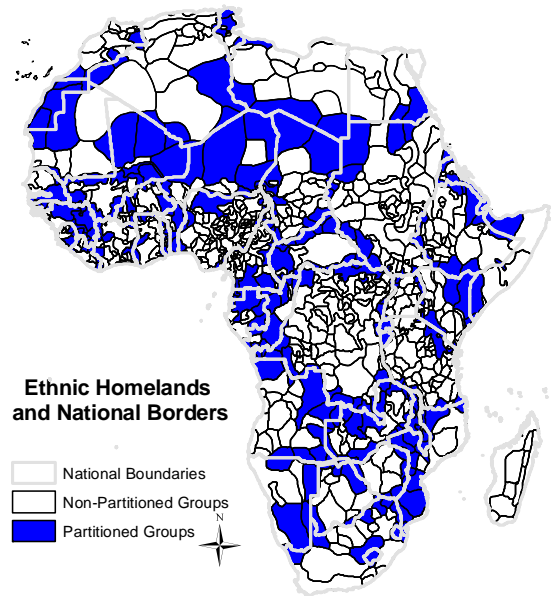 Ethnic Homelands
and National Borders
National Boundaries
Non-Partitioned Groups
Partitioned Groups
N